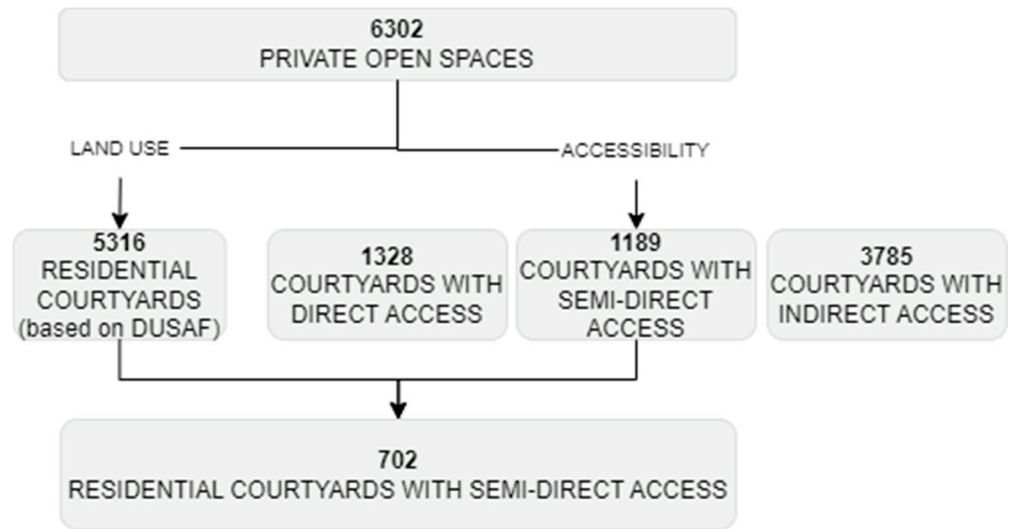 6302
PRIVATE OPEN SPACES
LAND USE
ACCESSIBILITY
5316
RESIDENTIAL
COURTYARDS
(based on DUSAF)
1328
COURTYARDS WITH
DIRECT ACCESS
1189
COURTYARDS WITH
SEMI-DIRECT
ACCESS
3785
COURTYARDS WITH
INDIRECT ACCESS
702
RESIDENTIAL COURTYARDS WITH SEMI-DIRECT ACCESS